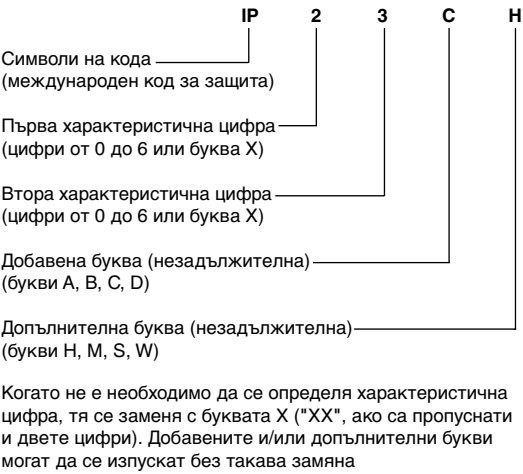 IP 2 3 C H
Символи на кода
(международен код за защита)
Първа характеристична цифра
(цифри от 0 до 6 или буква X)
Втора характеристична цифра
(цифри от 0 до 6 или буква X)
Добавена буква (незадължителна)
(букви A, B, C, D)
Допълнителна буква (незадължителна)
(букви H, M, S, W)
Когато не е необходимо да се определя характеристична
цифра, тя се заменя с буквата X ("XX", ако са пропуснати
и двете цифри). Добавените и/или допълнителни букви
могат да се изпускат без такава замяна